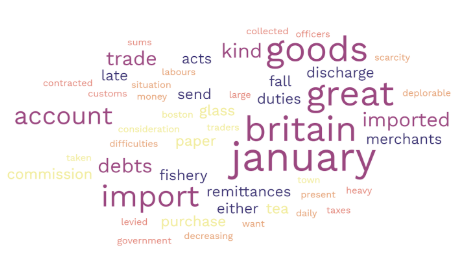 collected officers
sums kind goods
trade acts scarcity
late labours discharge
contracted situation fall deplorable
customs money send large duties great
account boston glass britain imported
consideration traders
difficulties paper merchants
taken debts january
commission fishery
import remittances town
either tea present heavy
levied purchase want daily taxes
government decreasing